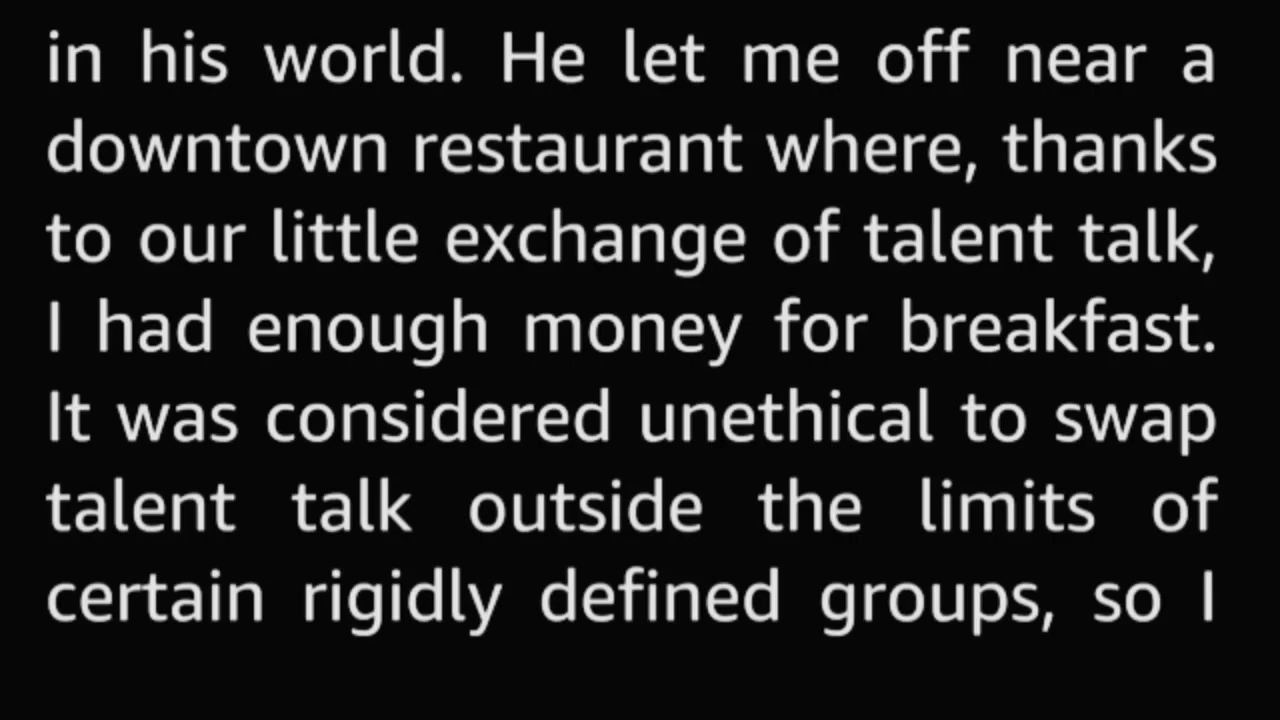 in his world. He let me off near a
downtown restaurant where, thanks
to our little exchange of talent talk,
I had enough money for breakfast.
It was considered unethical to swap
talent talk outside the limits of
certain rigidly defined groups, so I